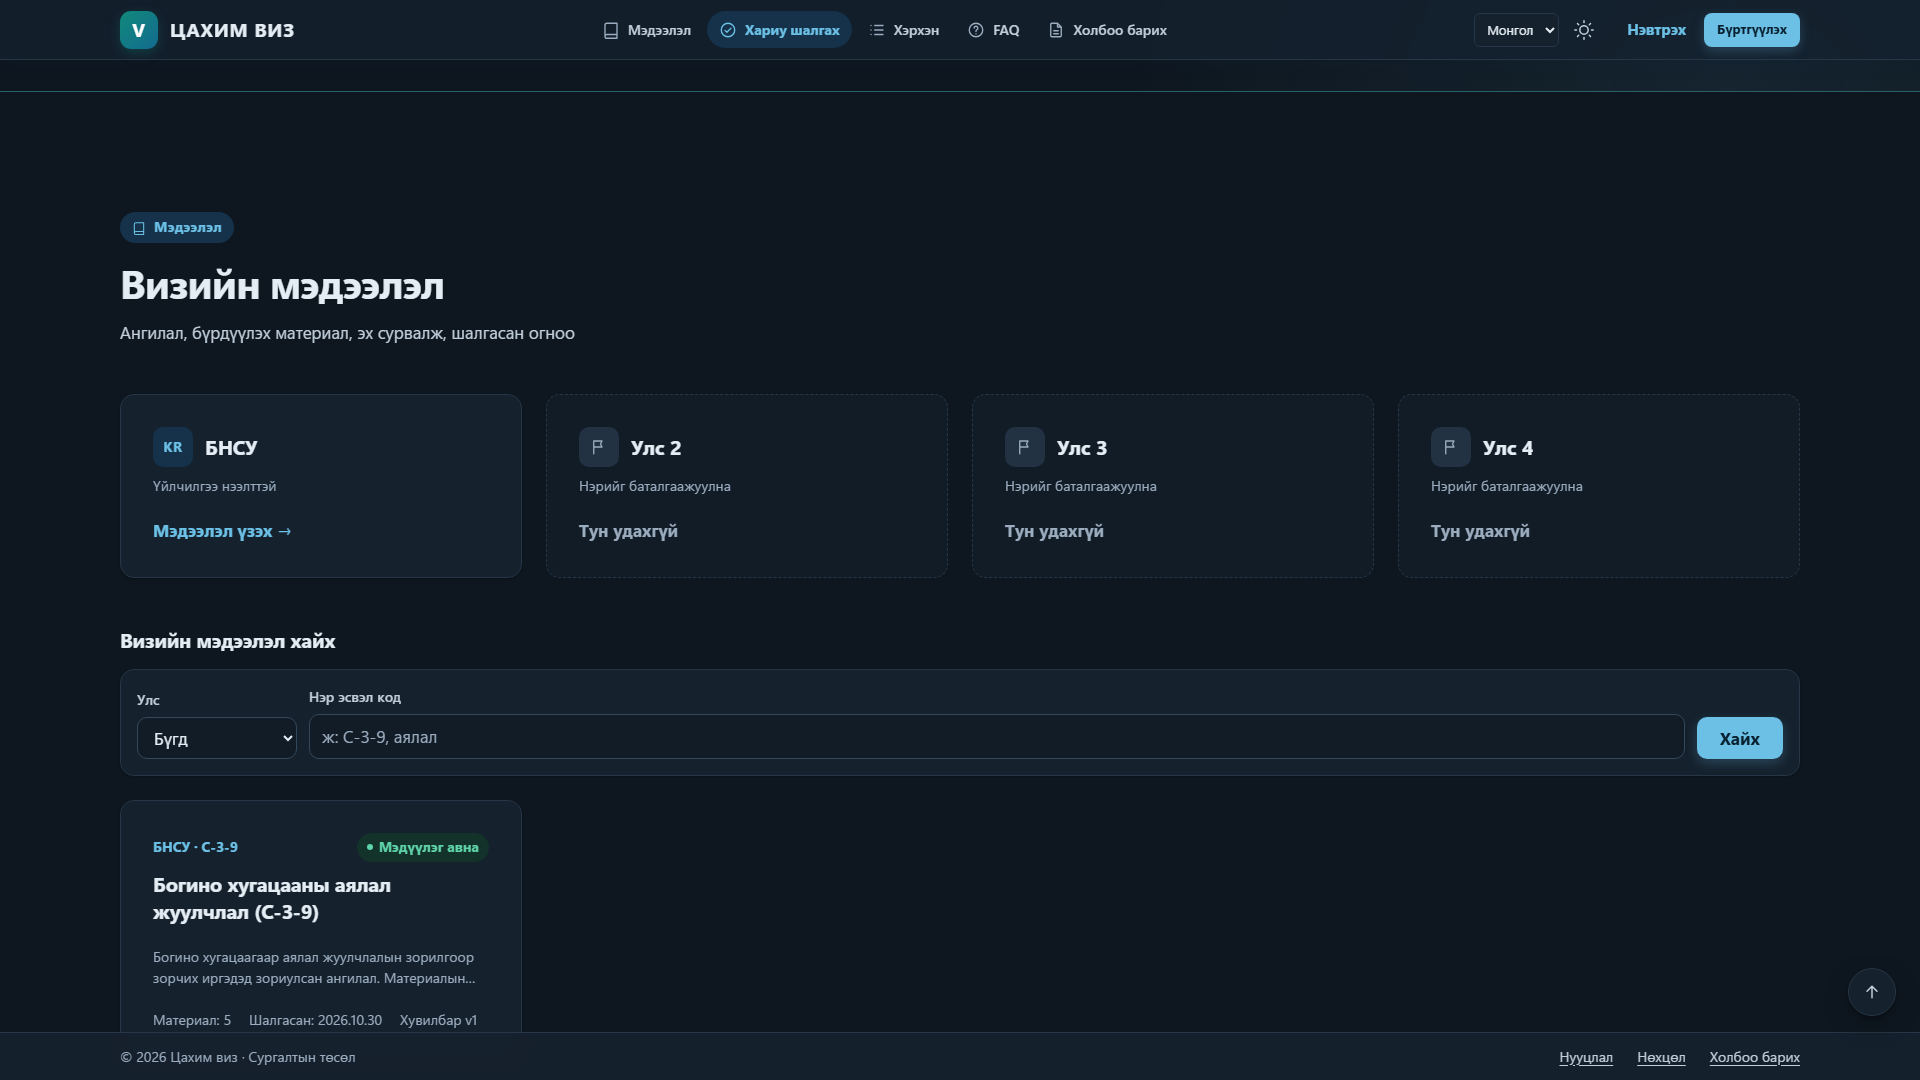 V ЦАХИМ ВИЗ
Мэдээлэл
Хариу шалгах
Хэрхэн
FAQ
Холбоо барих
Монгол
Нэвтрэх
Бүртгүүлэх
Мэдээлэл
Визийн мэдээлэл
Ангилал, бүрдүүлэх материал, эх сурвалж, шалгасан огноо
KR БНСУ
Үйлчилгээ нээлттэй
Мэдээлэл үзэх →
Улс 2
Нэрийг баталгаажуулна
Тун удахгүй
Улс 3
Нэрийг баталгаажуулна
Тун удахгүй
Улс 4
Нэрийг баталгаажуулна
Тун удахгүй
Визийн мэдээлэл хайх
Улс
Бүгд
Нэр эсвэл код
ж: C-3-9, аялал
Хайх
БНСУ · C-3-9
Мэдүүлэг авна
Богино хугацааны аялал
жуулчлал (C-3-9)
Богино хугацаагаар аялал жуулчлалын зорилгоор
зорчих иргэдэд зориулсан ангилал. Материалын...
Материал: 5 Шалгасан: 2026.10.30 Хувилбар v1
© 2026 Цахим виз · Сургалтын төсөл
Нууцлал
Нөхцөл
Холбоо барих